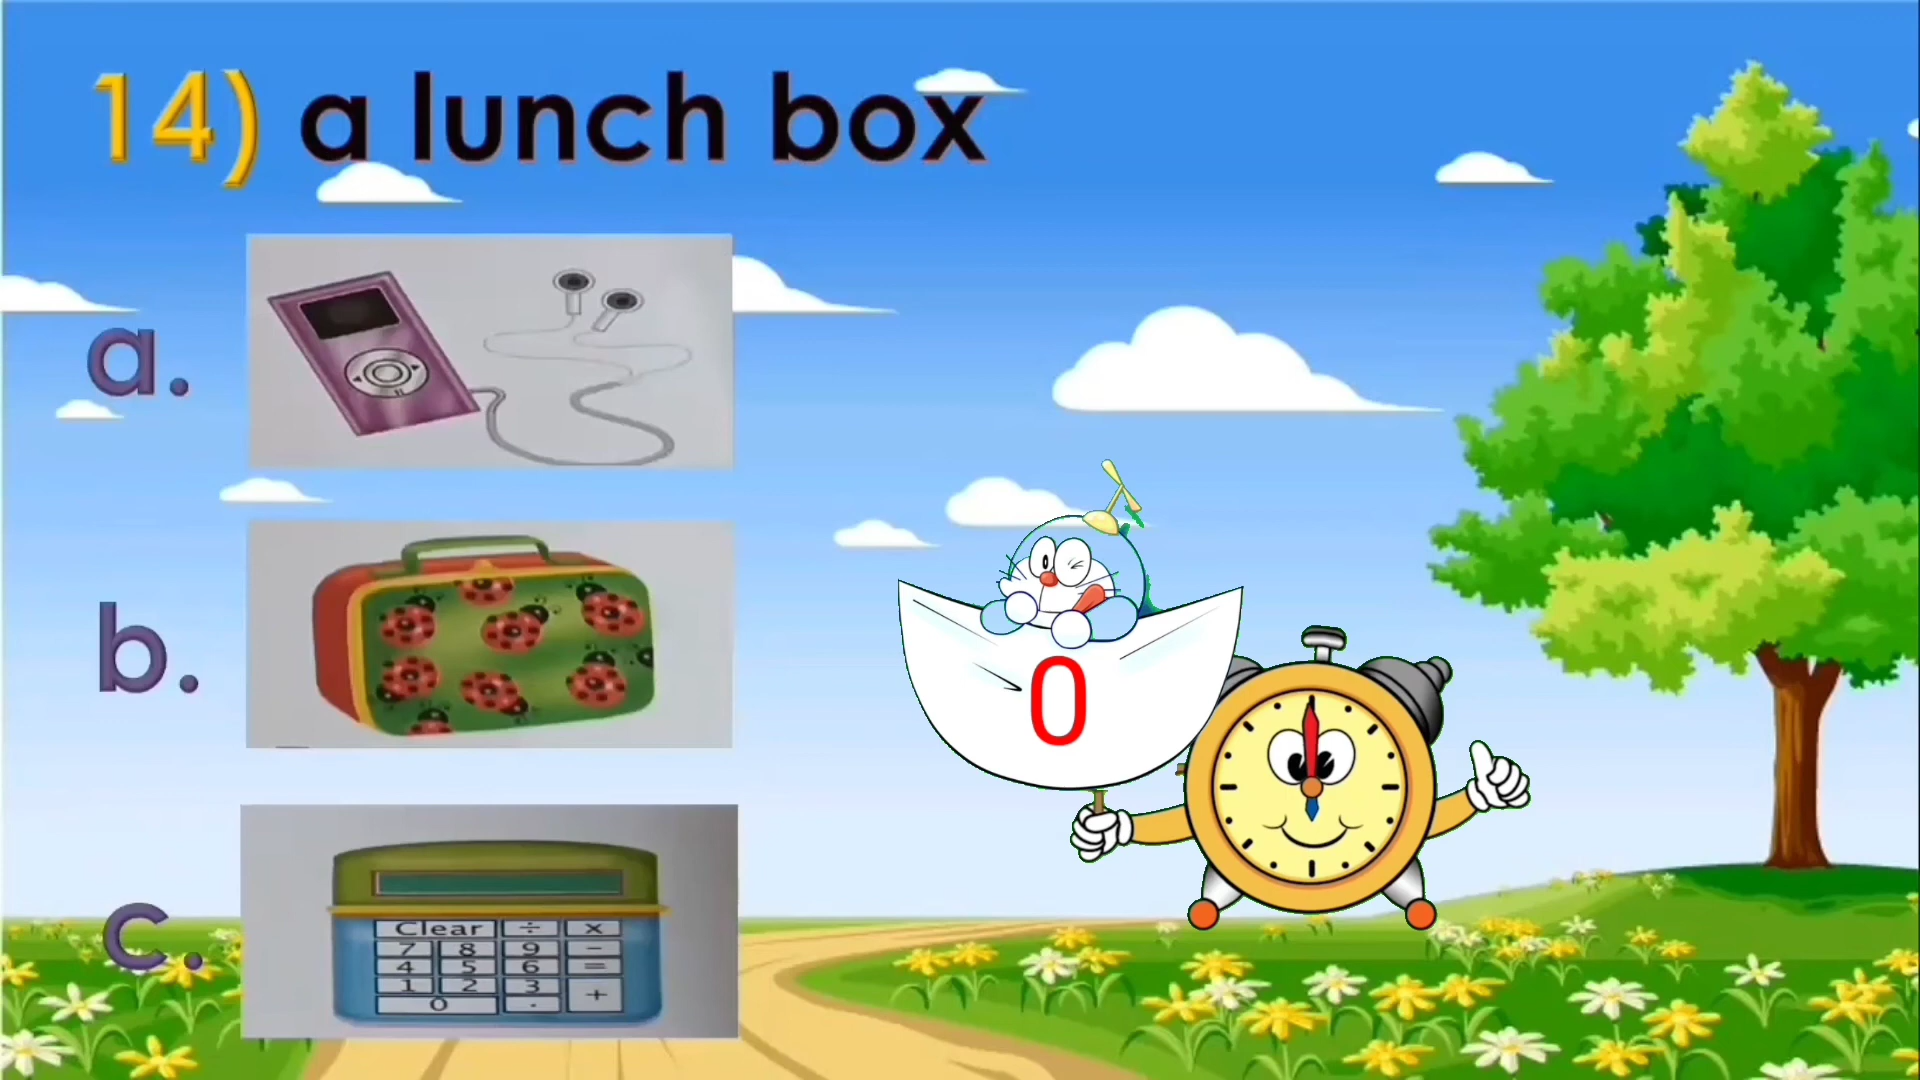 14) a lunch box
a.
b.
0
c.
Clear ÷ x
7 8 9 -
4 5 6 =
1 2 3 +
0 .